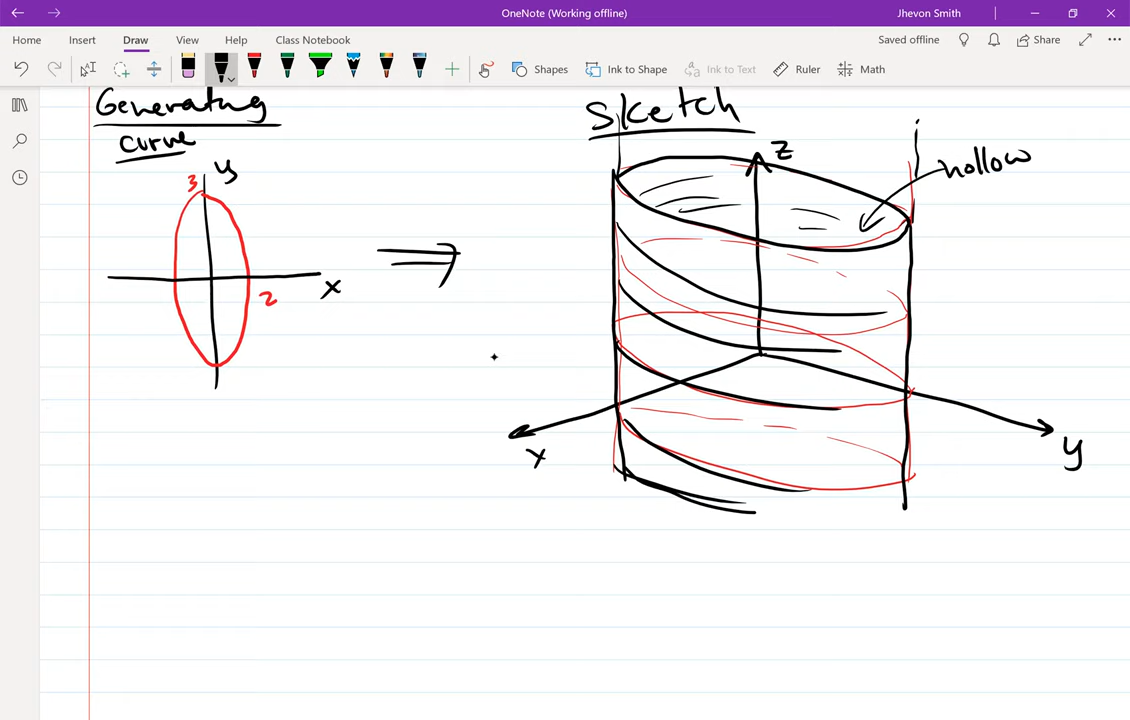 OneNote (Working offline)
Jhevon Smith
Home Insert Draw View Help Class Notebook
Saved offline
Share
Shapes
Ink to Shape
Ink to Text
Ruler
Math
Generating
curve
y
3
x
2
Sketch
z
hollow
x
y